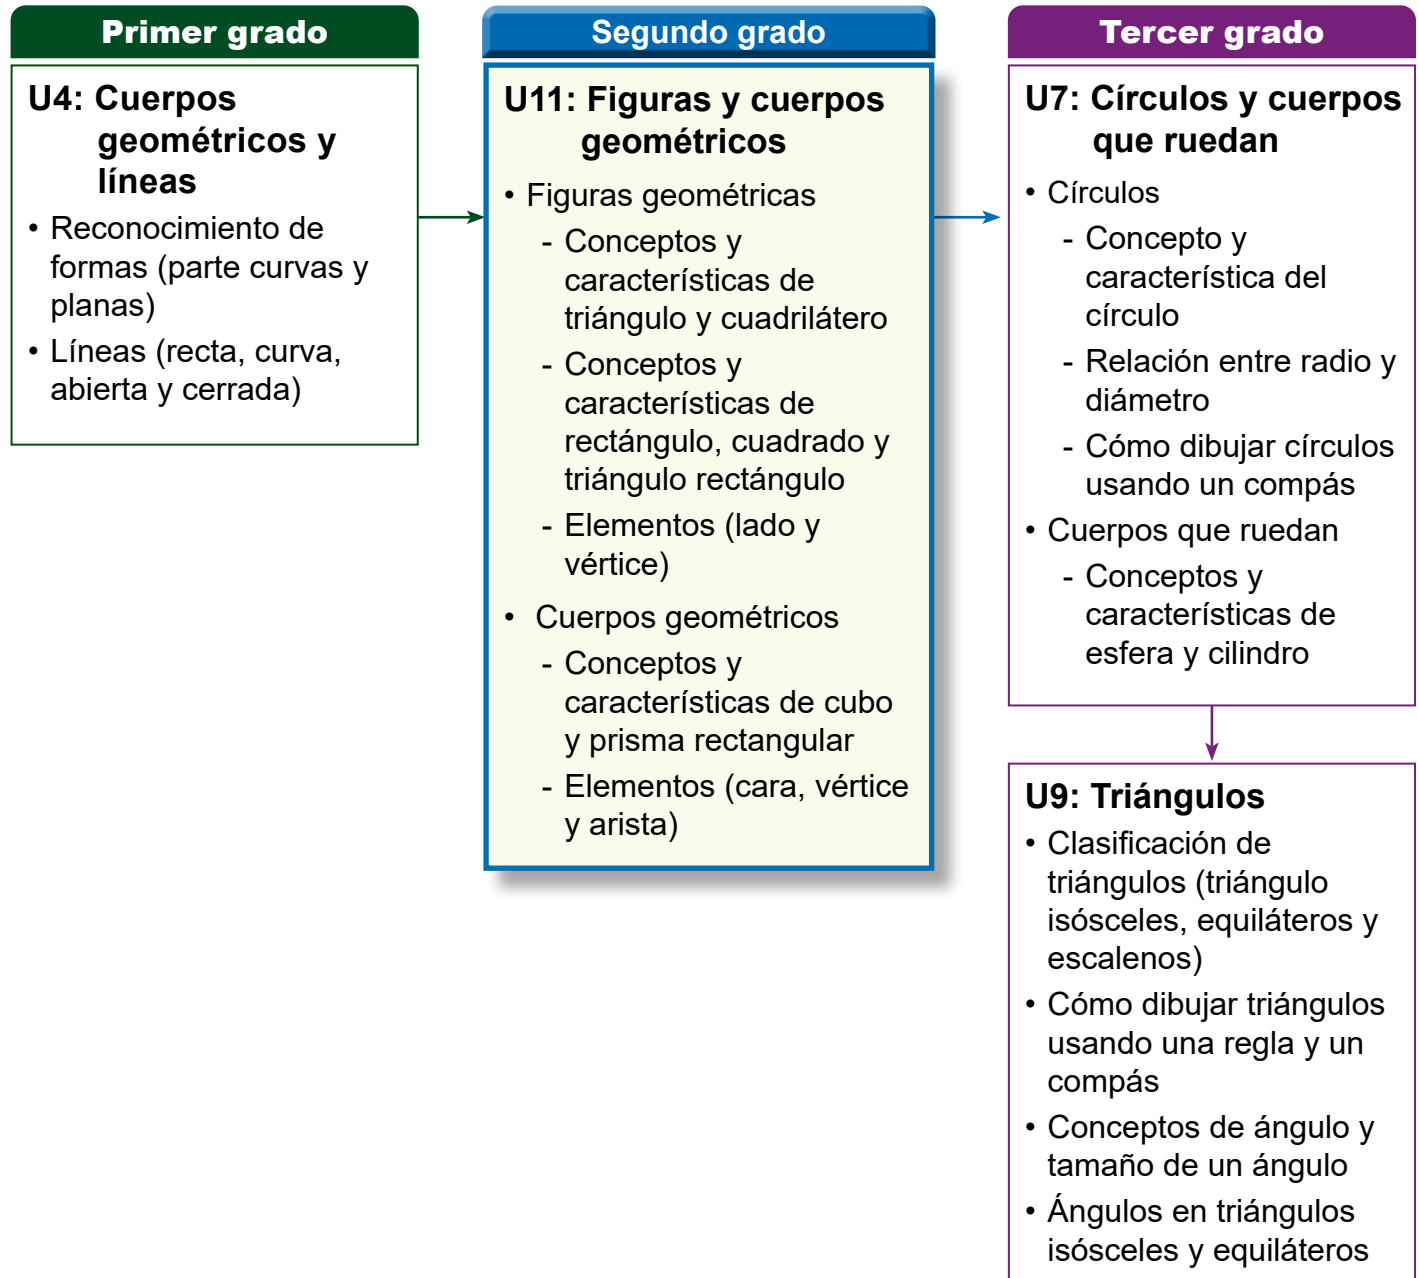 Primer grado
U4: Cuerpos
geométricos y
líneas
• Reconocimiento de
formas (parte curvas y
planas)
• Líneas (recta, curva,
abierta y cerrada)
Segundo grado
U11: Figuras y cuerpos
geométricos
• Figuras geométricas
- Conceptos y
características de
triángulo y cuadrilátero
- Conceptos y
características de
rectángulo, cuadrado y
triángulo rectángulo
- Elementos (lado y
vértice)
• Cuerpos geométricos
- Conceptos y
características de cubo
y prisma rectangular
- Elementos (cara, vértice
y arista)
Tercer grado
U7: Círculos y cuerpos
que ruedan
• Círculos
- Concepto y
característica del
círculo
- Relación entre radio y
diámetro
- Cómo dibujar círculos
usando un compás
• Cuerpos que ruedan
- Conceptos y
características de
esfera y cilindro
U9: Triángulos
• Clasificación de
triángulos (triángulo
isósceles, equiláteros y
escalenos)
• Cómo dibujar triángulos
usando una regla y un
compás
• Conceptos de ángulo y
tamaño de un ángulo
• Ángulos en triángulos
isósceles y equiláteros